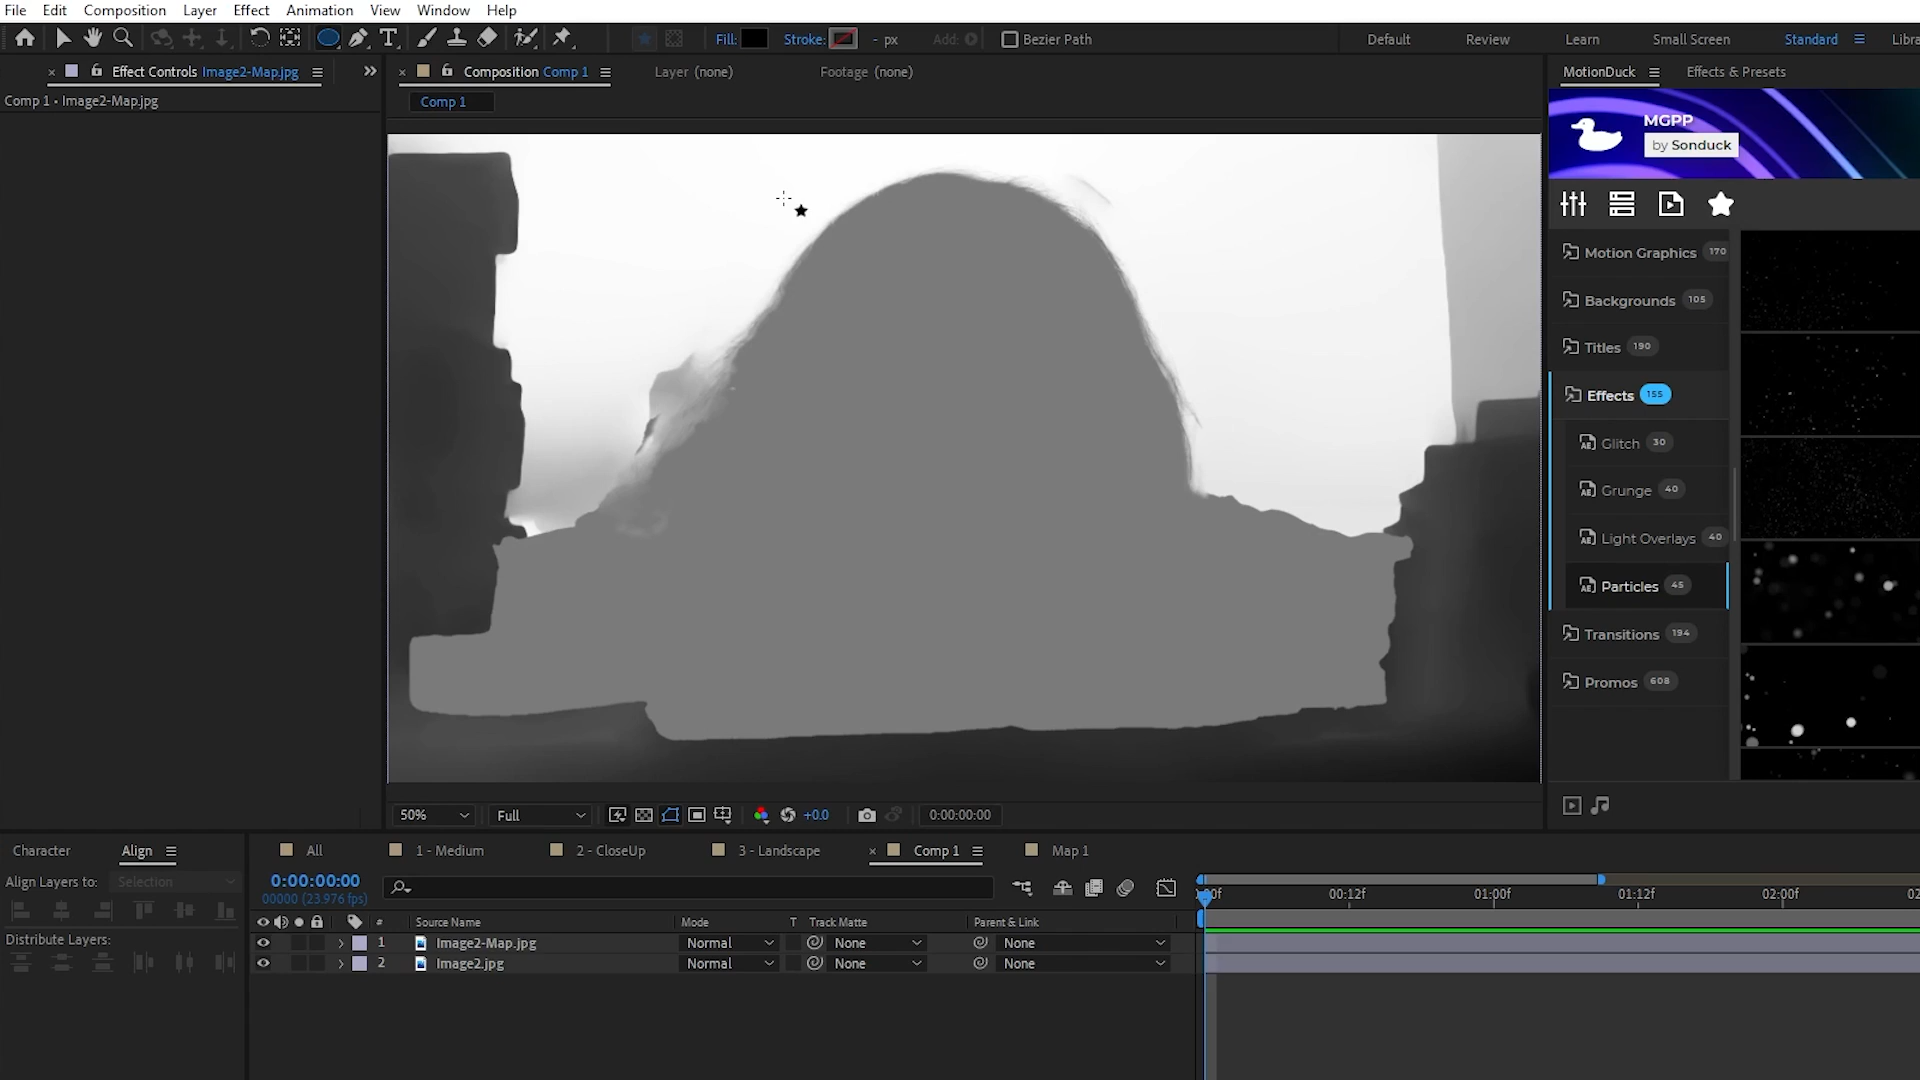 File Edit Composition Layer Effect Animation View Window Help
Fill: Stroke: - px Add: Bezier Path Default Review Learn Small Screen Standard Libra
Effect Controls Image2-Map.jpg
Composition Comp 1
Layer (none)
Footage (none)
MotionDuck
Effects & Presets
Comp 1 • Image2-Map.jpg
Comp 1
MGPP
by Sonduck
Motion Graphics 170
Backgrounds 105
Titles 190
Effects 155
Glitch 30
Grunge 40
Light Overlays 40
Particles 45
Transitions 194
Promos 608
50% Full +0.0 0:00:00:00
Character Align
All 1 - Medium 2 - CloseUp 3 - Landscape Comp 1 Map 1
Align Layers to: Selection
Distribute Layers:
0:00:00:00
00000 (23.976 fps)
00f 00:12f 01:00f 01:12f 02:00f 02
# Source Name Mode T Track Matte Parent & Link
1 Image2-Map.jpg Normal None None
2 Image2.jpg Normal None None